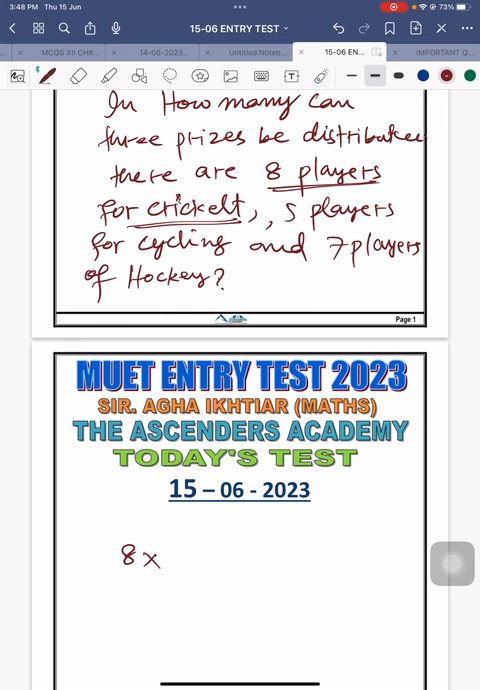 3:48 PM Thu 15 Jun
73%
15-06 ENTRY TEST
MCQS XII CH#...
14-06-2023...
Untitled Noteb...
15-06 EN...
IMPORTANT Q...
In How many can
three prizes be distribute
there are 8 players
for crickelt,, 5 players
for cycling and 7 players
of Hockey?
Page 1
MUET ENTRY TEST 2023
SIR. AGHA IKHTIAR (MATHS)
THE ASCENDERS ACADEMY
TODAY'S TEST
15 – 06 - 2023
8 x